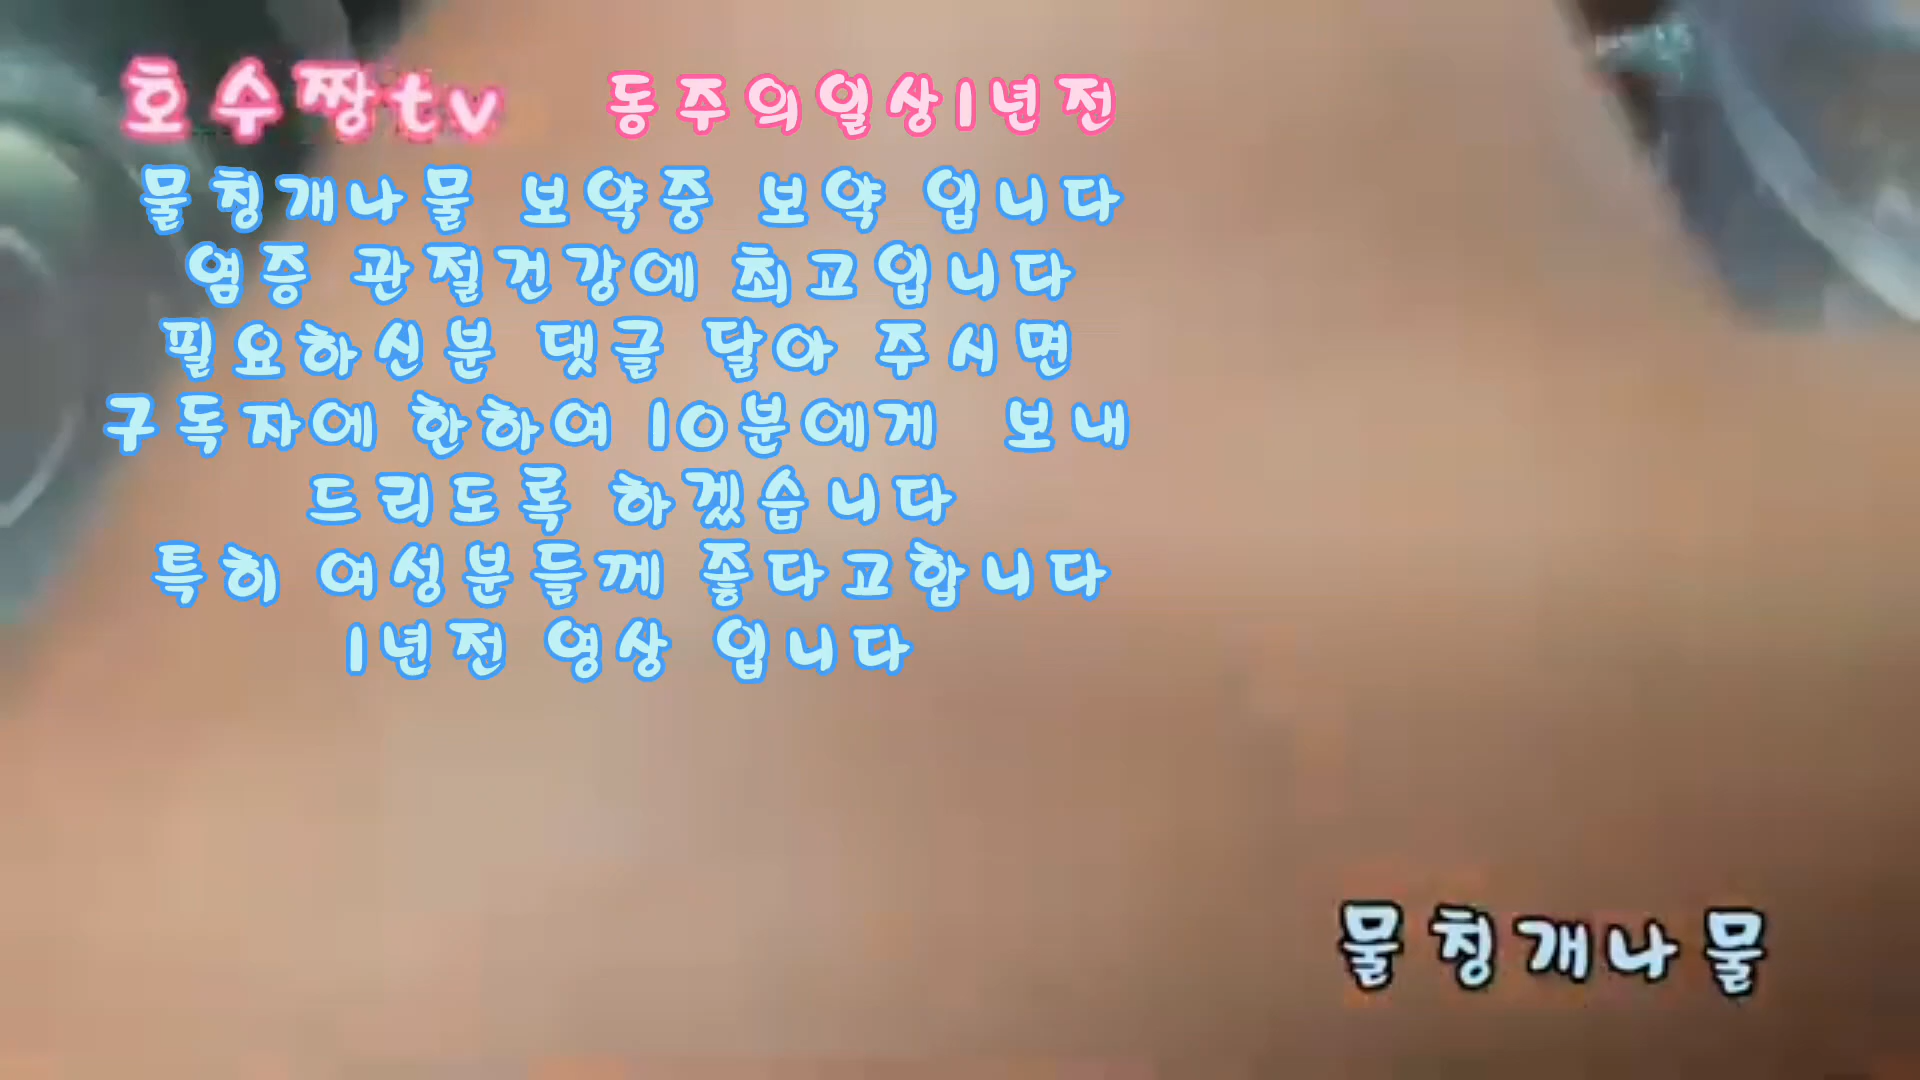 호수짱tv 동주의일상1년전
물칭개나물 보약중 보약 입니다
염증 관절건강에 최고입니다
필요하신분 댓글 달아 주시면
구독자에 한하여 10분에게 보내
드리도록 하겠습니다
특히 여성분들께 좋다고합니다
1년전 영상 입니다
물칭개나물